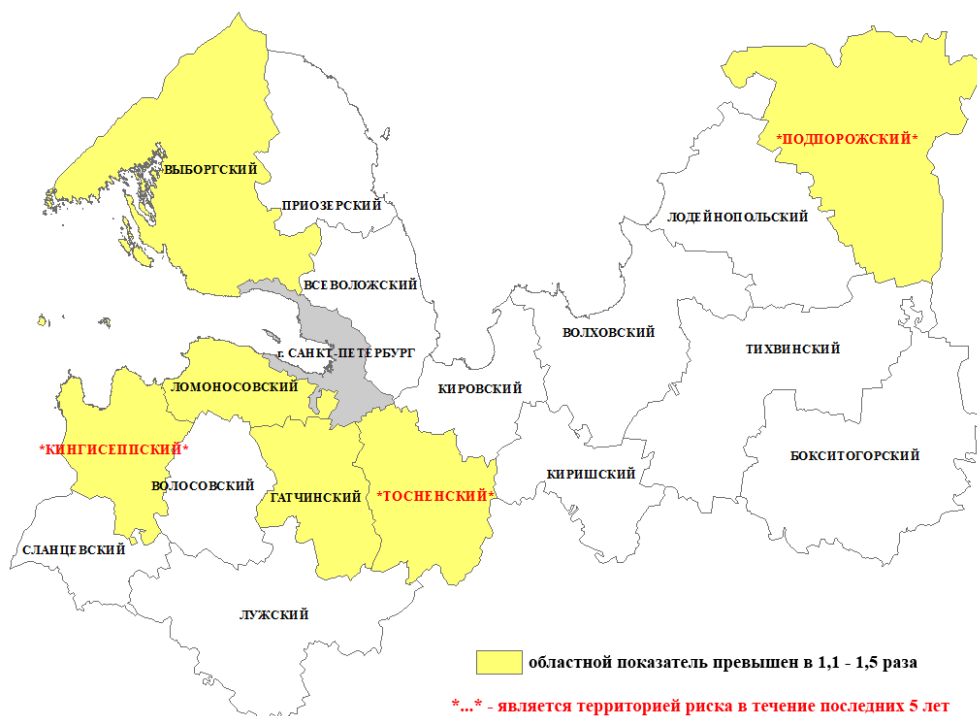 *ПОДПОРОЖСКИЙ*
ВЫБОРГСКИЙ
ПРИОЗЕРСКИЙ
ЛОДЕЙНОПОЛЬСКИЙ
ВСЕВОЛОЖСКИЙ
ВОЛХОВСКИЙ
ТИХВИНСКИЙ
г. САНКТ-ПЕТЕРБУРГ
ЛОМОНОСОВСКИЙ
КИРОВСКИЙ
*КИНГИСЕППСКИЙ*
БОКСИТОГОРСКИЙ
КИРИШСКИЙ
ВОЛОСОВСКИЙ
ГАТЧИНСКИЙ
*ТОСНЕНСКИЙ*
СЛАНЦЕВСКИЙ
ЛУЖСКИЙ
областной показатель превышен в 1,1 - 1,5 раза
*...* - является территорией риска в течение последних 5 лет